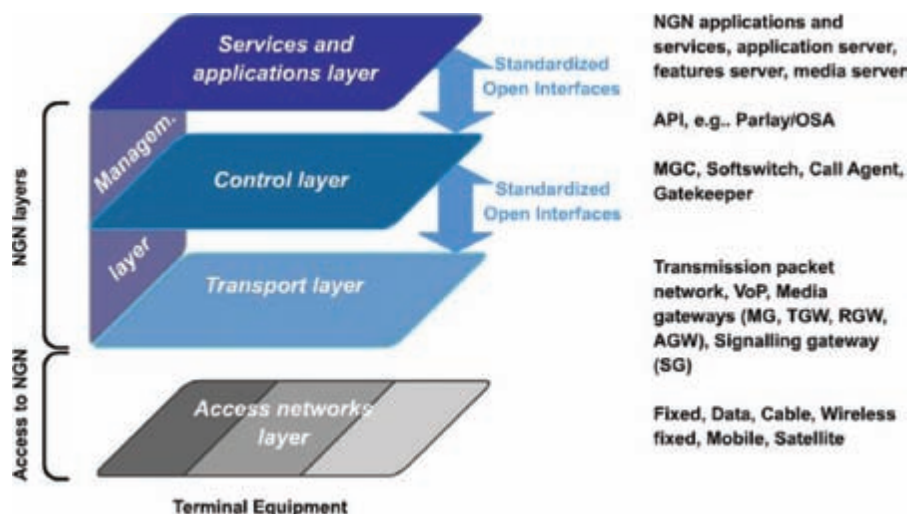 Services and
applications layer
Standardized
Open Interfaces
NGN applications and
services, application server,
features server, media server
API, e.g.. Parlay/OSA
Managem.
layer
Control layer
Standardized
Open Interfaces
MGC, Softswitch, Call Agent,
Gatekeeper
NGN layers
Transport layer
Transmission packet
network, VoP, Media
gateways (MG, TGW, RGW,
AGW), Signalling gateway
(SG)
Access to NGN
Access networks
layer
Fixed, Data, Cable, Wireless
fixed, Mobile, Satellite
Terminal Equipment